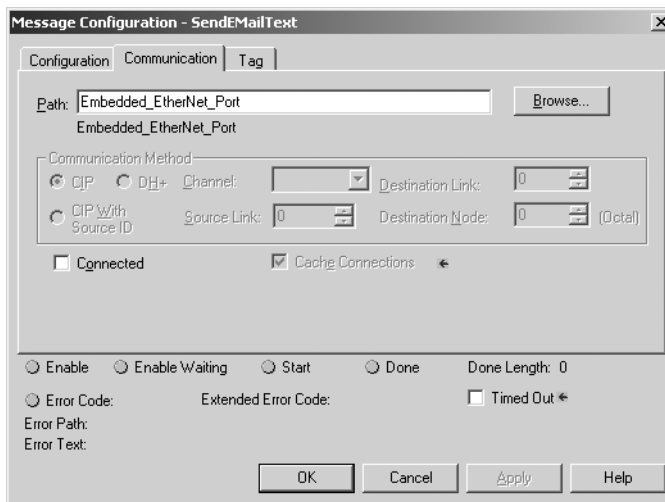 Message Configuration - SendEMailText
Configuration Communication Tag
Path: Embedded_EtherNet_Port Browse...
Embedded_EtherNet_Port
Communication Method
CIP DH+ Channel: Destination Link: 0
CIP With Source ID Source Link: 0 Destination Node: 0 (Octal)
Connected Cache Connections
Enable Enable Waiting Start Done Done Length: 0
Error Code: Extended Error Code: Timed Out
Error Path:
Error Text:
OK Cancel Apply Help